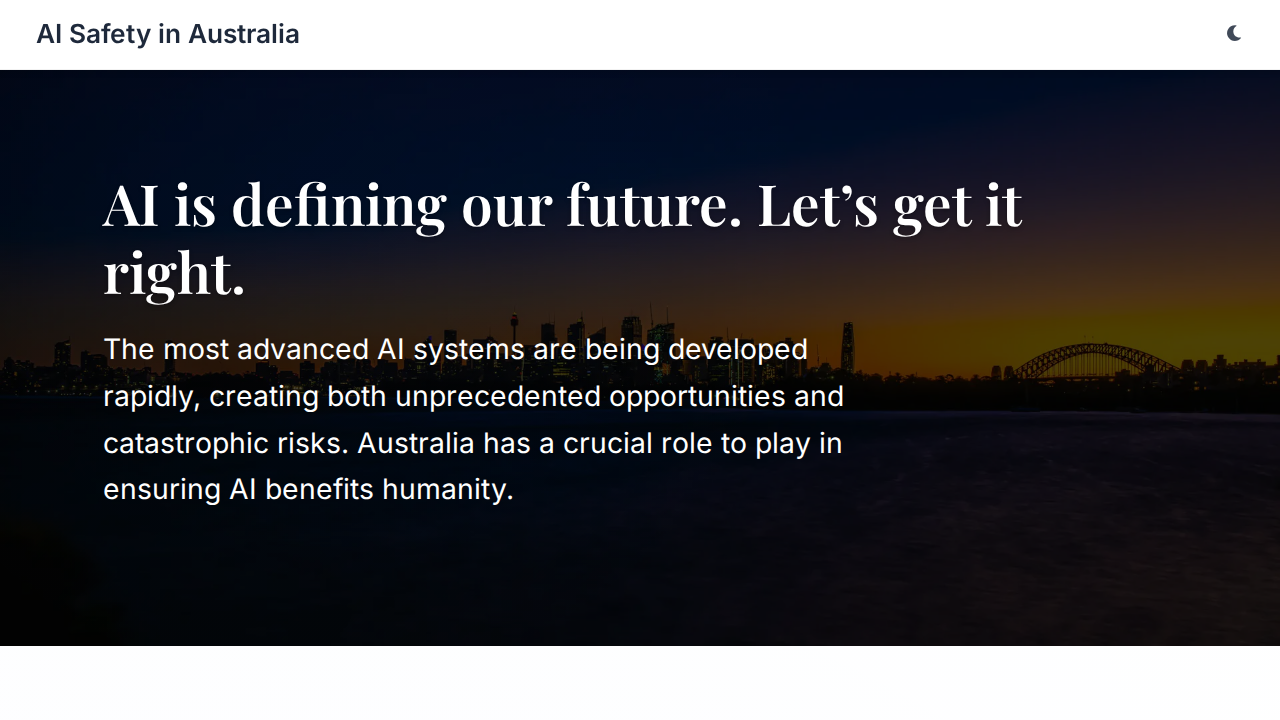 AI Safety in Australia
AI is defining our future. Let’s get it
right.
The most advanced AI systems are being developed
rapidly, creating both unprecedented opportunities and
catastrophic risks. Australia has a crucial role to play in
ensuring AI benefits humanity.